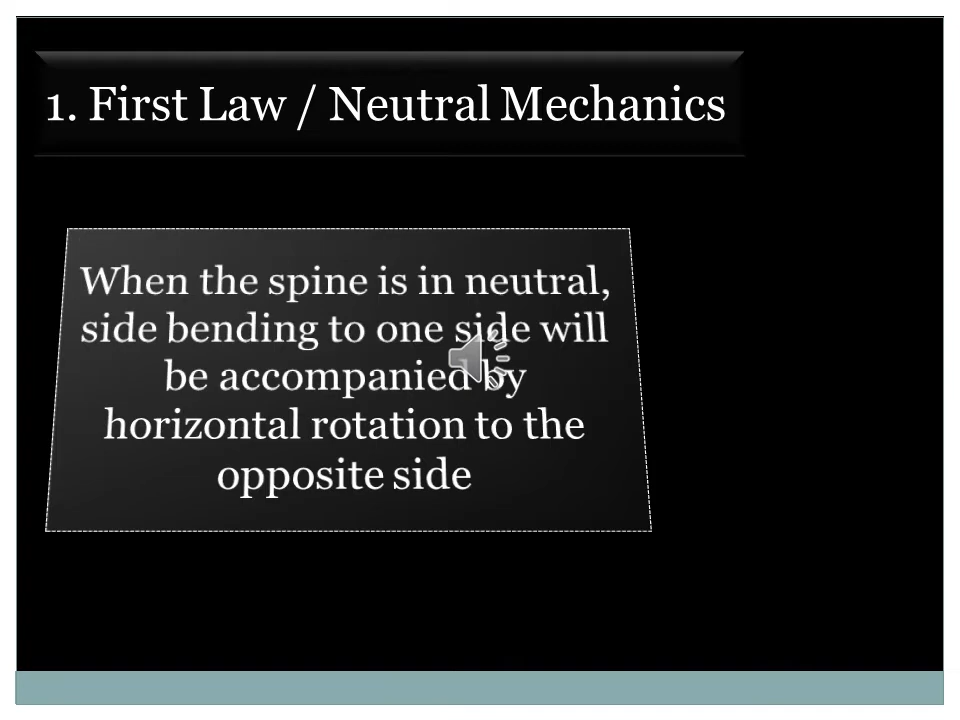 1. First Law / Neutral Mechanics
When the spine is in neutral,
side bending to one side will
be accompanied by
horizontal rotation to the
opposite side